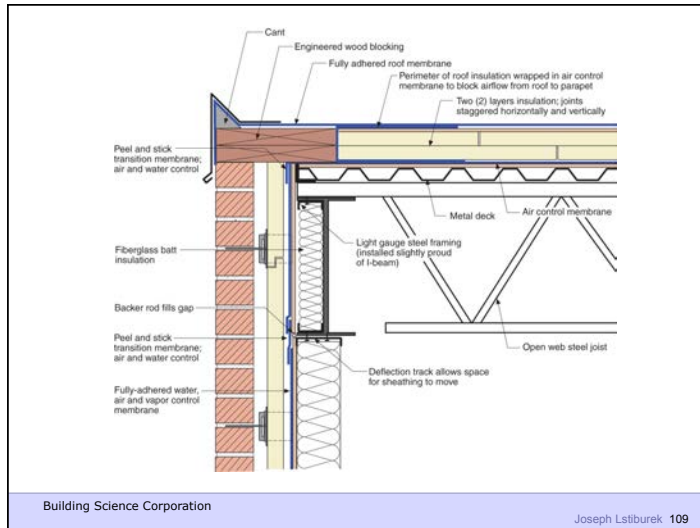 Cant
Engineered wood blocking
Fully adhered roof membrane
Perimeter of roof insulation wrapped in air control
membrane to block airflow from roof to parapet
Two (2) layers insulation; joints
staggered horizontally and vertically
Peel and stick
transition membrane;
air and water control
Metal deck
Air control membrane
Fiberglass batt
insulation
Light gauge steel framing
(installed slightly proud
of I-beam)
Backer rod fills gap
Peel and stick
transition membrane;
air and water control
Open web steel joist
Deflection track allows space
for sheathing to move
Fully-adhered water,
air and vapor control
membrane
Building Science Corporation
Joseph Lstiburek 109